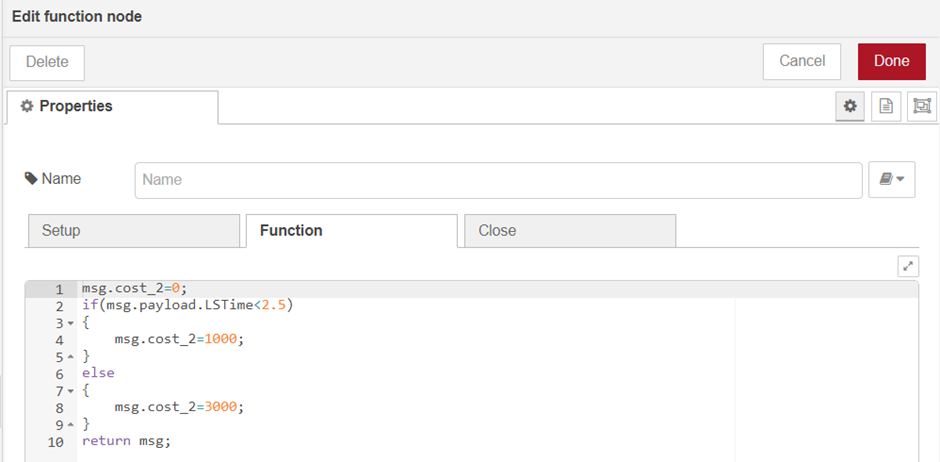 Edit function node
Delete
Cancel
Done
Properties
Name
Name
Setup
Function
Close
1 msg.cost_2=0;
2 if(msg.payload.LSTime<2.5)
3 {
4     msg.cost_2=1000;
5 }
6 else
7 {
8     msg.cost_2=3000;
9 }
10 return msg;